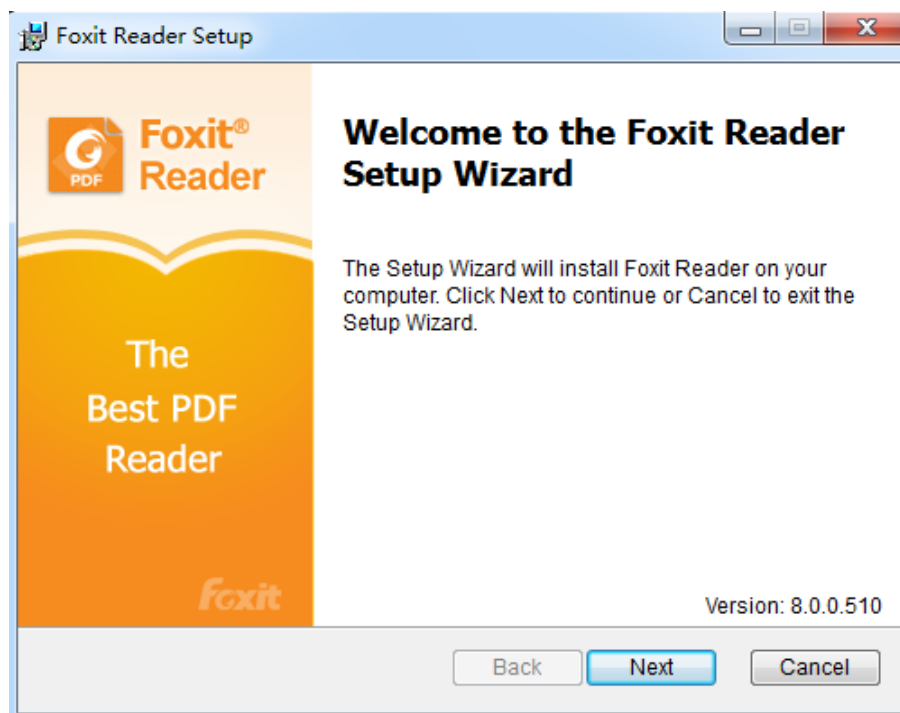 Foxit Reader Setup
Foxit®
Reader
PDF
Welcome to the Foxit Reader
Setup Wizard
The Setup Wizard will install Foxit Reader on your
computer. Click Next to continue or Cancel to exit the
Setup Wizard.
The
Best PDF
Reader
foxit
Version: 8.0.0.510
Back
Next
Cancel